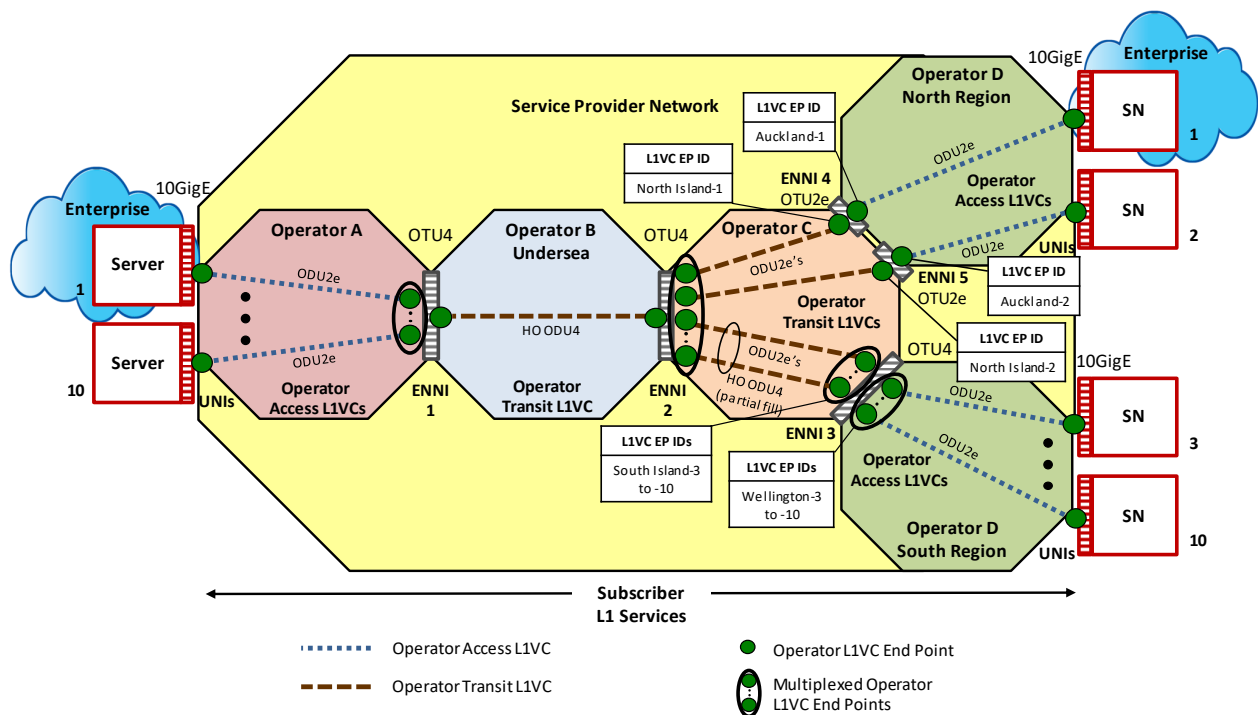 Service Provider Network
Enterprise
10GigE
Server
1
Server
10
UNIs
Operator A
ODU2e
ODU2e
Operator
Access L1VCs
OTU4
ENNI
1
Operator B
Undersea
HO ODU4
Operator
Transit L1VC
OTU4
ENNI
2
Operator C
ODU2e's
Operator
Transit L1VCs
ODU2e's
HO ODU4
(partial fill)
L1VC EP ID
Auckland-1
L1VC EP ID
North Island-1
ENNI 4
OTU2e
Operator D
North Region
ODU2e
Operator
Access L1VCs
ODU2e
UNIs
ENNI 5
OTU2e
L1VC EP ID
Auckland-2
L1VC EP ID
North Island-2
10GigE
Enterprise
SN
1
SN
2
OTU4
ENNI 3
L1VC EP IDs
South Island-3
to -10
L1VC EP IDs
Wellington-3
to -10
ODU2e
ODU2e
Operator
Access L1VCs
Operator D
South Region
UNIs
10GigE
SN
3
SN
10
Subscriber
L1 Services
Operator Access L1VC
Operator Transit L1VC
Operator L1VC End Point
Multiplexed Operator
L1VC End Points